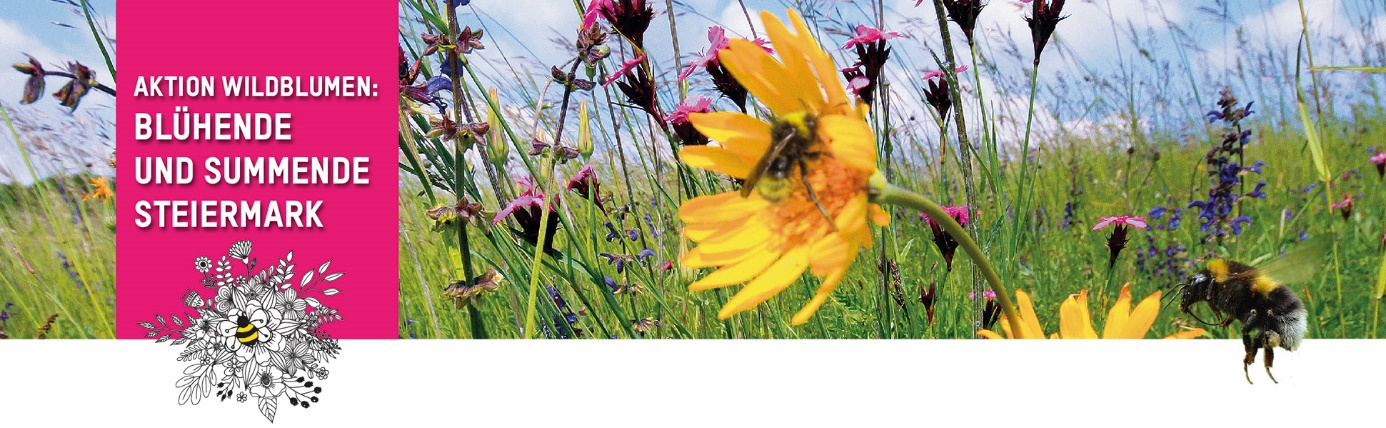 AKTION WILDBLUMEN:
BLÜHENDE
UND SUMMENDE
STEIERMARK